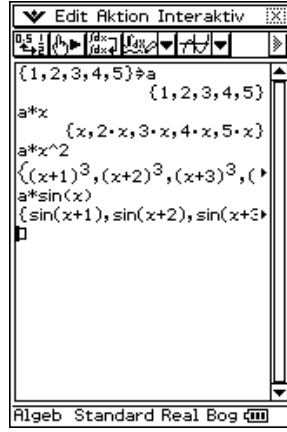 Edit Aktion Interaktiv
{1,2,3,4,5}⇒a
{1,2,3,4,5}
a*x
{x,2·x,3·x,4·x,5·x}
a*x^2
{(x+1)³,(x+2)³,(x+3)³,(
a*sin(x)
{sin(x+1),sin(x+2),sin(x+3
Algeb Standard Real Bog